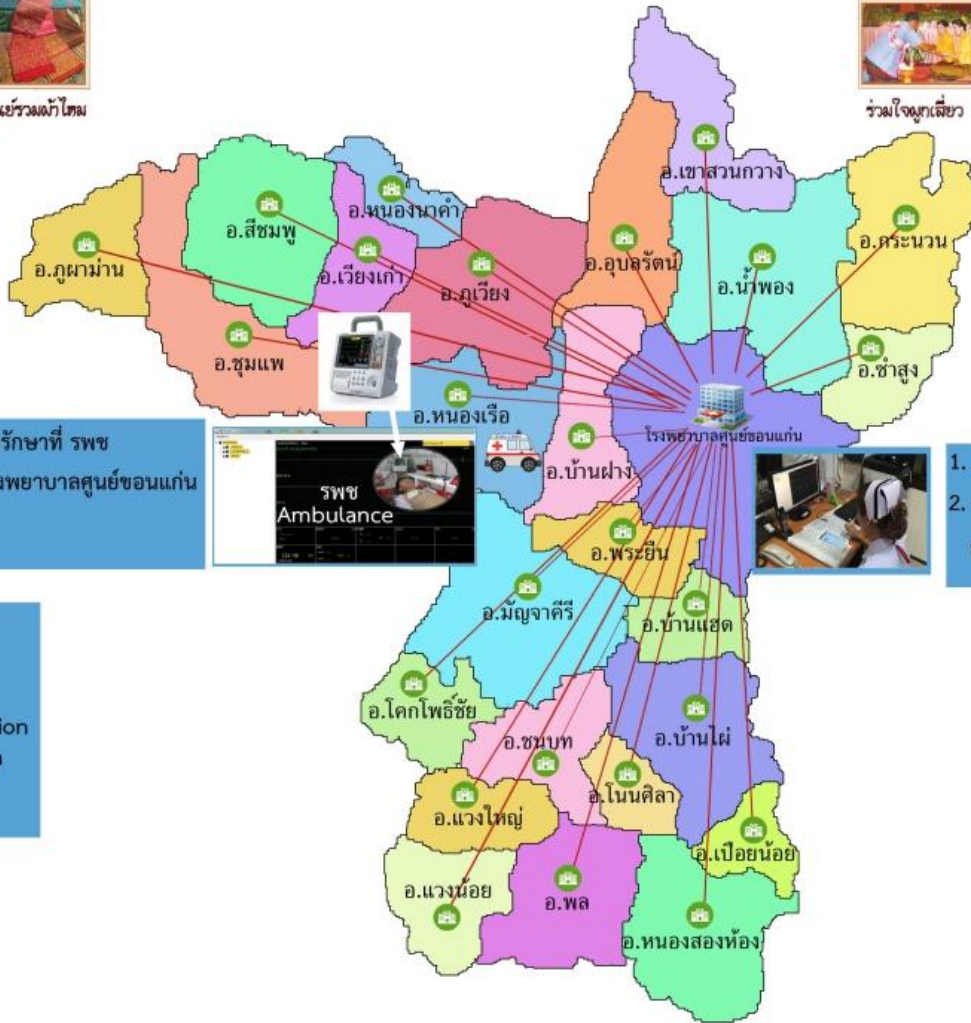 ร่วมใจผูกเสี่ยว
อ.เขาสวนกวาง
อ.หนองนาคำ
อ.สีชมพู
อ.กระนวน
อ.ภูผาม่าน
อ.เวียงเก่า
อ.ภูเวียง
อ.อุบลรัตน์
อ.น้ำพอง
อ.ชุมแพ
อ.ซำสูง
อ.หนองเรือ
โรงพยาบาลศูนย์ขอนแก่น
รักษาที่ รพช
งพยาบาลศูนย์ขอนแก่น
อ.บ้านฝาง
1.
2.
รพช
Ambulance
อ.พระยืน
อ.มัญจาคีรี
อ.บ้านแฮด
อ.โคกโพธิ์ชัย
อ.ชนบท
อ.บ้านไผ่
อ.โนนศิลา
อ.แวงใหญ่
อ.เปือยน้อย
อ.แวงน้อย
อ.พล
อ.หนองสองห้อง